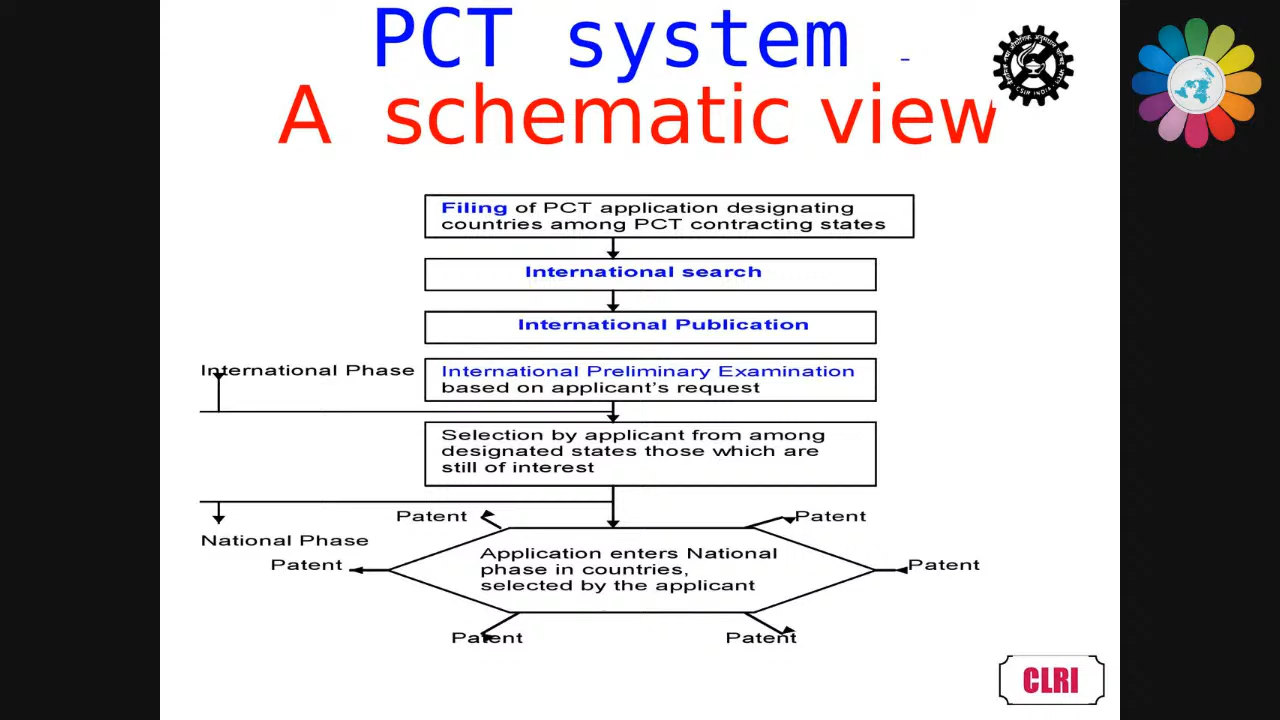 PCT system -
A schematic view
Filing of PCT application designating
countries among PCT contracting states
International search
International Publication
International Phase
International Preliminary Examination
based on applicant's request
Selection by applicant from among
designated states those which are
still of interest
Patent
Patent
National Phase
Application enters National
phase in countries,
selected by the applicant
Patent
Patent
Patent
Patent
CSIR INDIA
CLRI